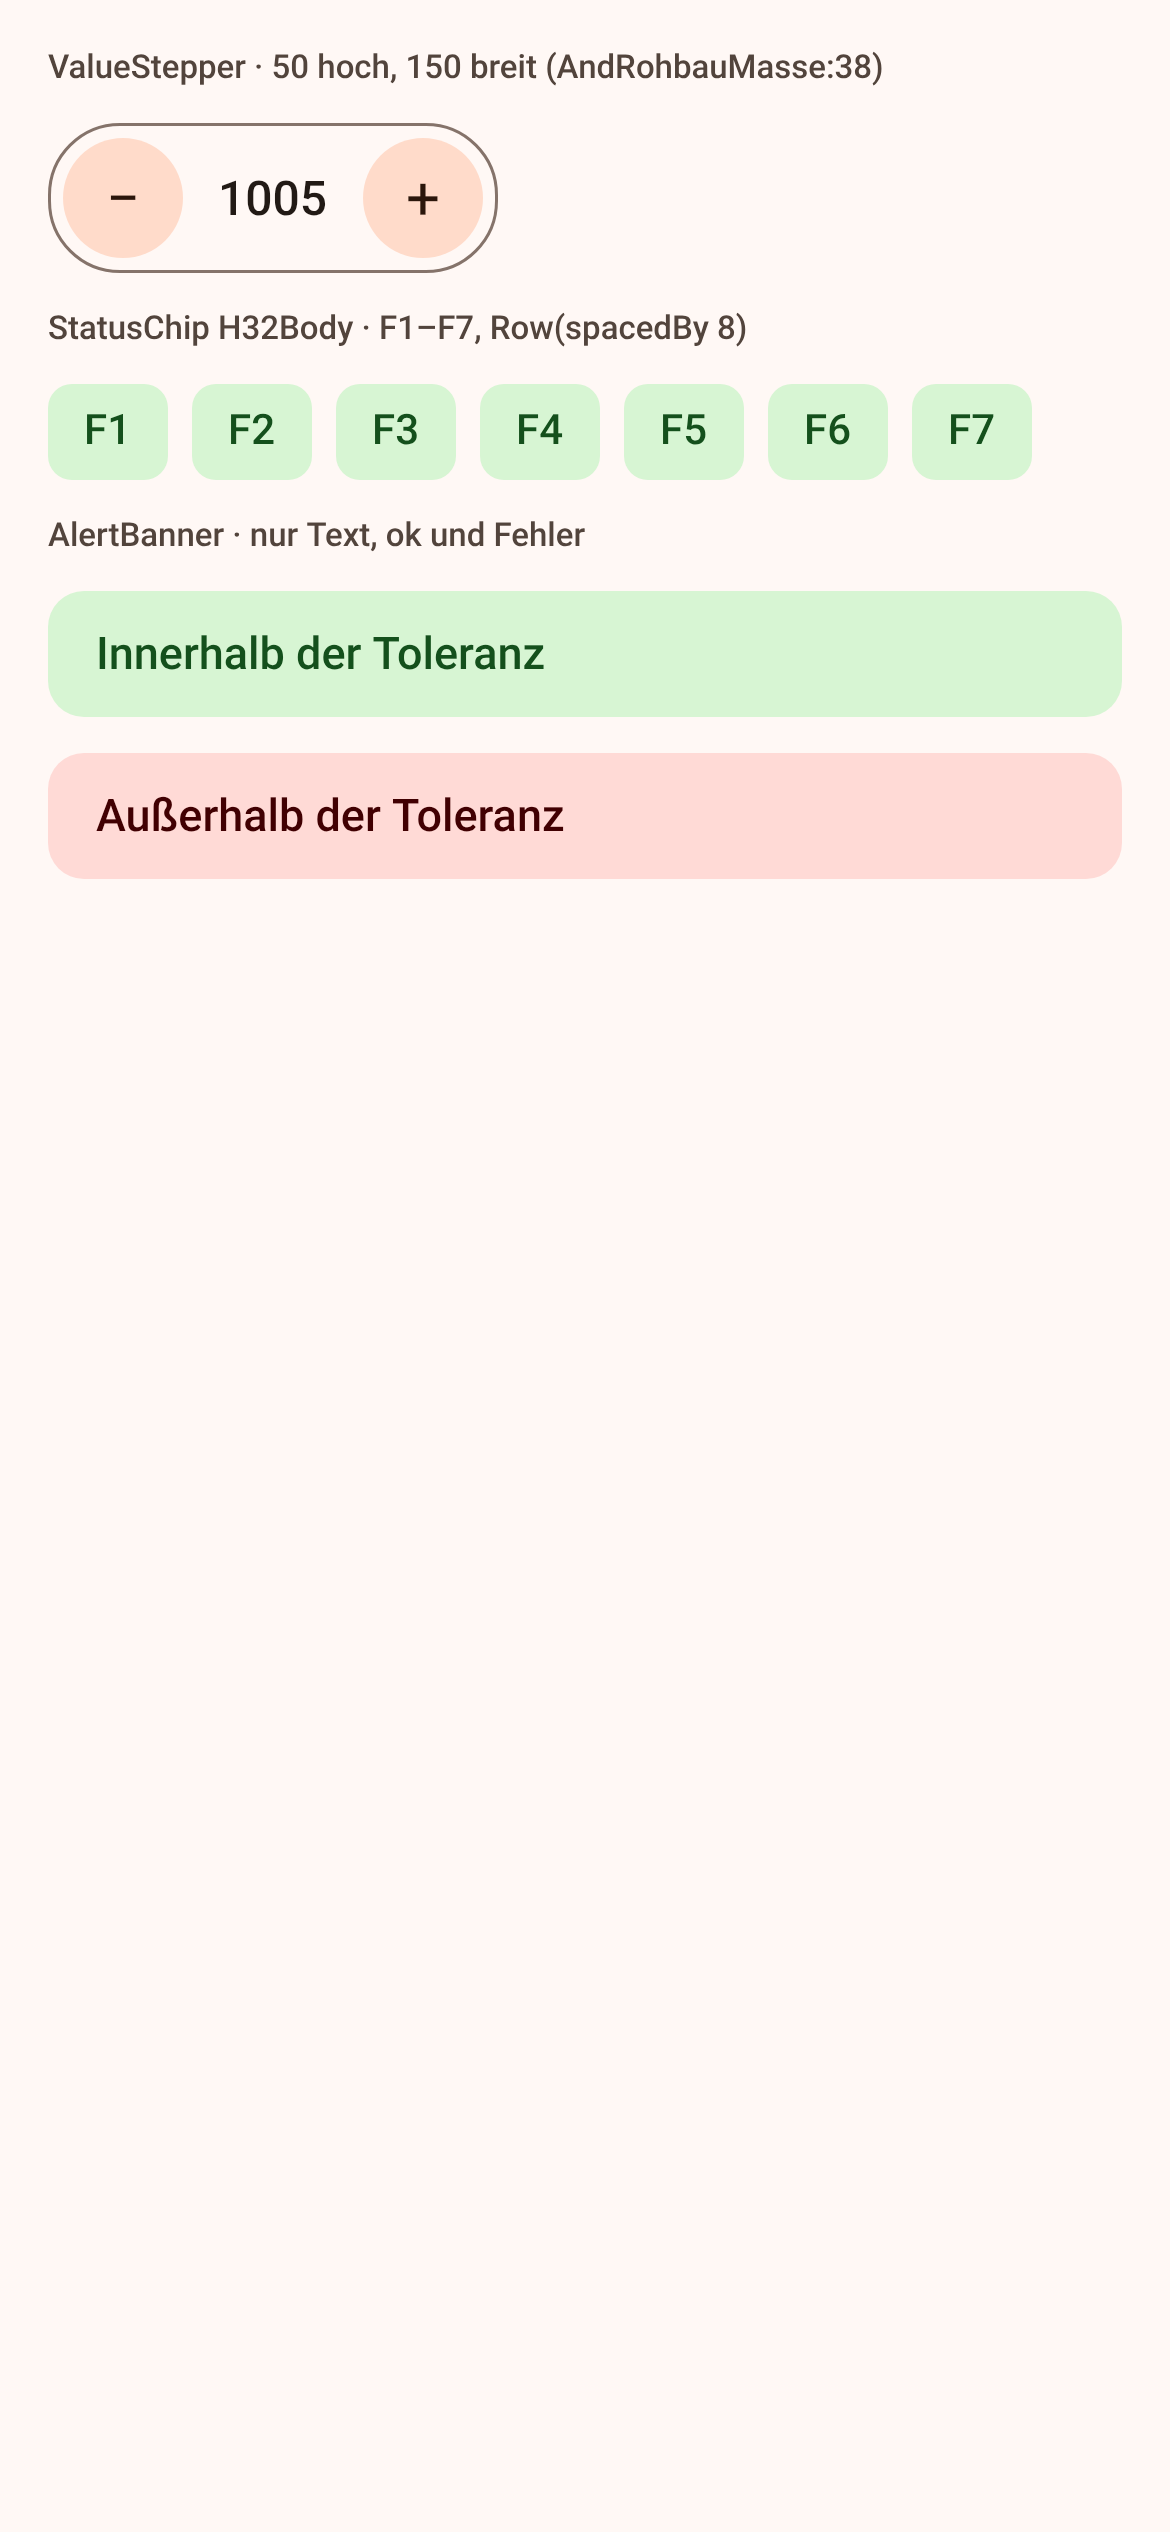 ValueStepper · 50 hoch, 150 breit (AndRohbauMasse:38)
− 1005 +
StatusChip H32Body · F1–F7, Row(spacedBy 8)
F1 F2 F3 F4 F5 F6 F7
AlertBanner · nur Text, ok und Fehler
Innerhalb der Toleranz
Außerhalb der Toleranz